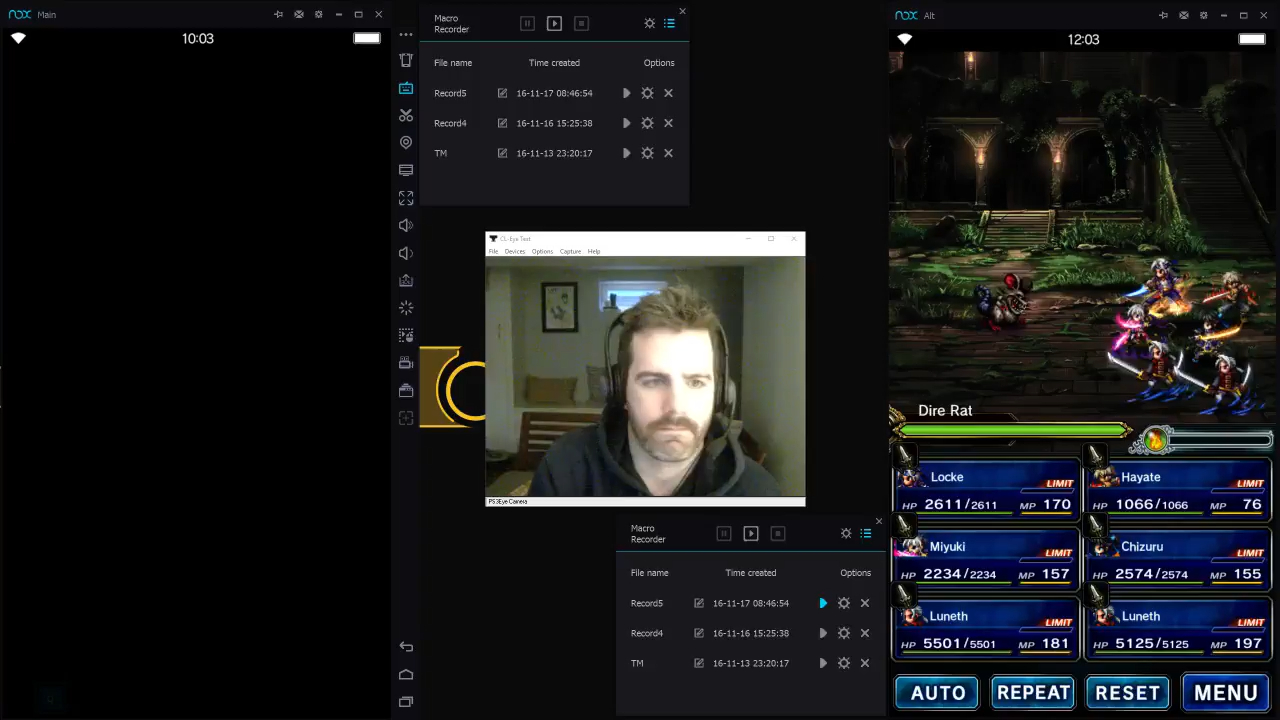 nox Main
10:03
Macro
Recorder
File name Time created Options
Record5 16-11-17 08:46:54
Record4 16-11-16 15:25:38
TM 16-11-13 23:20:17
CL-Eye Test
File Devices Options Capture Help
PS3Eye Camera
Macro
Recorder
File name Time created Options
Record5 16-11-17 08:46:54
Record4 16-11-16 15:25:38
TM 16-11-13 23:20:17
nox Alt
12:03
Dire Rat
Locke LIMIT
HP 2611/2611 MP 170
Hayate LIMIT
HP 1066/1066 MP 76
Miyuki LIMIT
HP 2234/2234 MP 157
Chizuru LIMIT
HP 2574/2574 MP 155
Luneth LIMIT
HP 5501/5501 MP 181
Luneth LIMIT
HP 5125/5125 MP 197
AUTO REPEAT RESET MENU